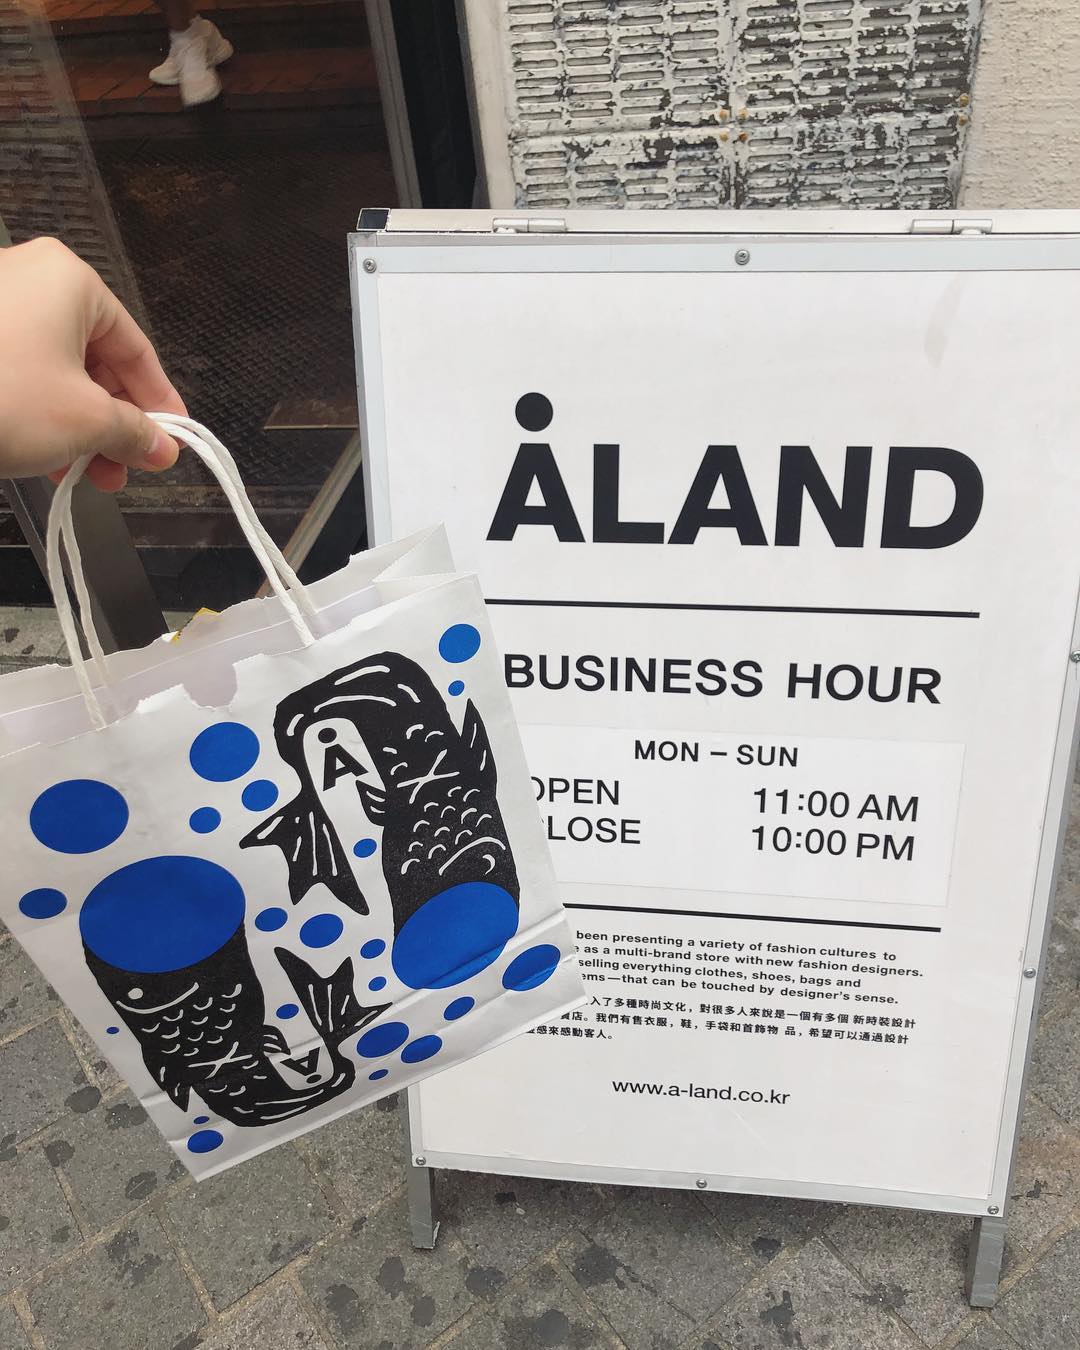 ÅLAND
BUSINESS HOUR
MON – SUN
OPEN 11:00 AM
CLOSE 10:00 PM
been presenting a variety of fashion cultures to
as a multi-brand store with new fashion designers.
selling everything clothes, shoes, bags and
—that can be touched by designer's sense.
入了多種時尚文化，對很多人來說是一個有多個 新時裝設計
店。我們有售衣服，鞋，手袋和首飾物 品，希望可以通過設計
感來感動客人。
www.a-land.co.kr
Å
Å